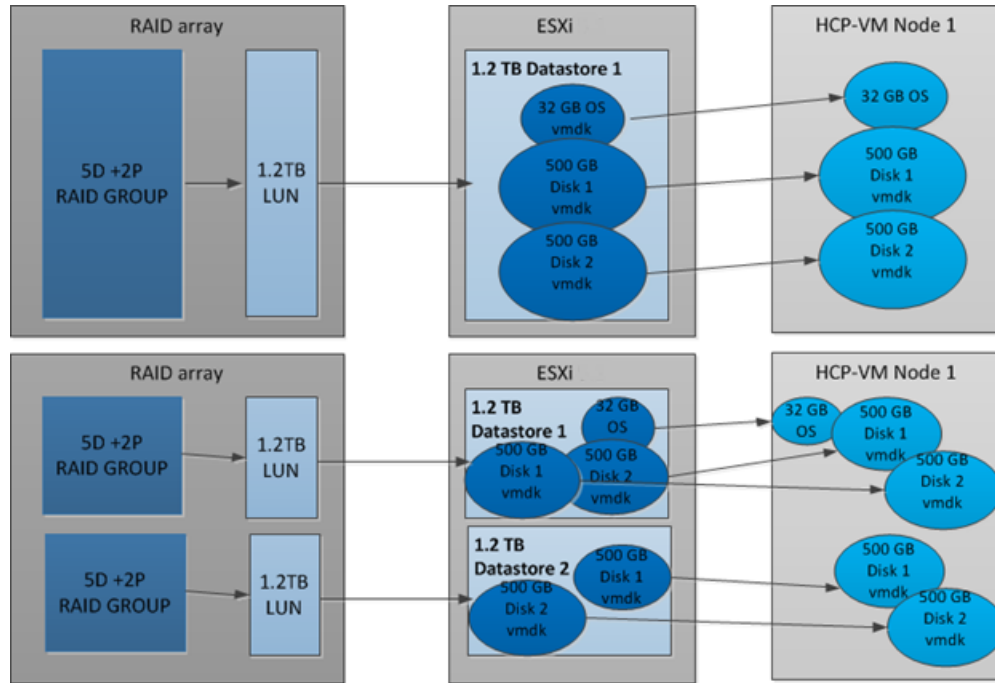 RAID array
5D +2P
RAID GROUP
1.2TB
LUN
ESXi
1.2 TB Datastore 1
32 GB OS
vmdk
500 GB
Disk 1
vmdk
500 GB
Disk 2
vmdk
HCP-VM Node 1
32 GB OS
500 GB
Disk 1
vmdk
500 GB
Disk 2
vmdk
RAID array
5D +2P
RAID GROUP
1.2TB
LUN
5D +2P
RAID GROUP
1.2TB
LUN
ESXi
1.2 TB
Datastore 1
32 GB
OS
500 GB
Disk 1
vmdk
500 GB
Disk 2
vmdk
1.2 TB
Datastore 2
500 GB
Disk 1
vmdk
500 GB
Disk 2
vmdk
HCP-VM Node 1
32 GB
OS
500 GB
Disk 1
vmdk
500 GB
Disk 2
vmdk
500 GB
Disk 1
vmdk
500 GB
Disk 2
vmdk